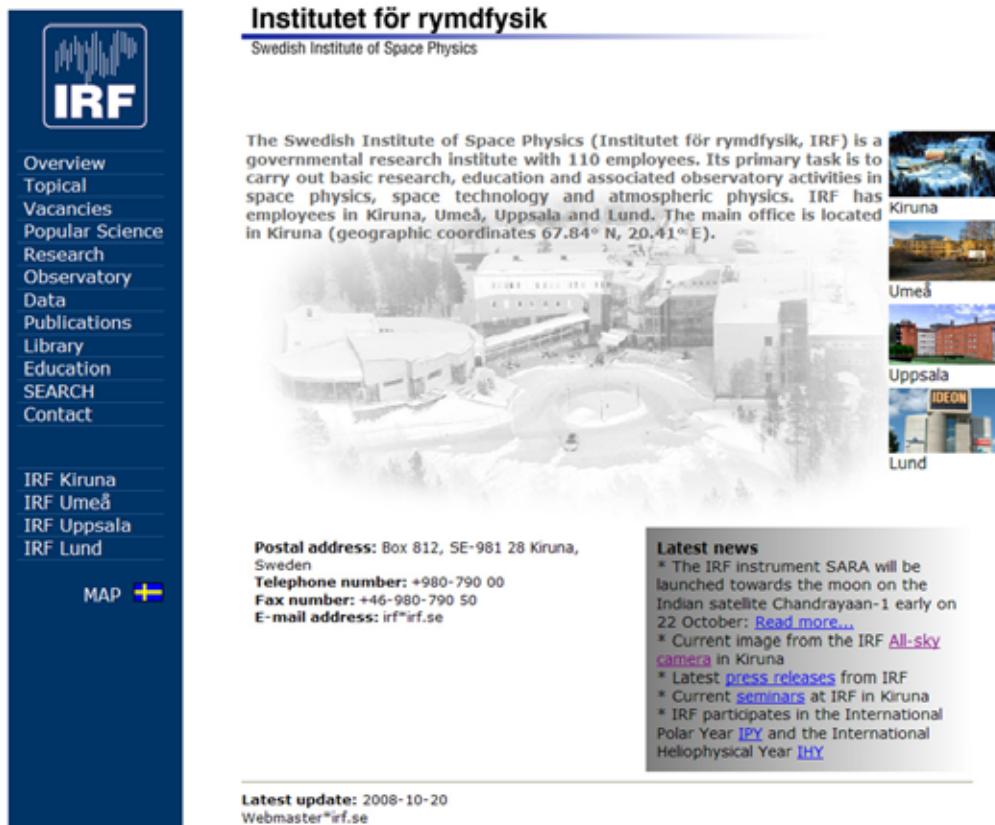 Institutet för rymdfysik
Swedish Institute of Space Physics
IRF
Overview
Topical
Vacancies
Popular Science
Research
Observatory
Data
Publications
Library
Education
SEARCH
Contact
IRF Kiruna
IRF Umeå
IRF Uppsala
IRF Lund
MAP
The Swedish Institute of Space Physics (Institutet för rymdfysik, IRF) is a
governmental research institute with 110 employees. Its primary task is to
carry out basic research, education and associated observatory activities in
space physics, space technology and atmospheric physics. IRF has
employees in Kiruna, Umeå, Uppsala and Lund. The main office is located
in Kiruna (geographic coordinates 67.84° N, 20.41° E).
Kiruna
Umeå
Uppsala
IDEON
Lund
Postal address: Box 812, SE-981 28 Kiruna,
Sweden
Telephone number: +980-790 00
Fax number: +46-980-790 50
E-mail address: irf*irf.se
Latest news
* The IRF instrument SARA will be
launched towards the moon on the
Indian satellite Chandrayaan-1 early on
22 October: Read more...
* Current image from the IRF All-sky
camera in Kiruna
* Latest press releases from IRF
* Current seminars at IRF in Kiruna
* IRF participates in the International
Polar Year IPY and the International
Heliophysical Year IHY
Latest update: 2008-10-20
Webmaster*irf.se